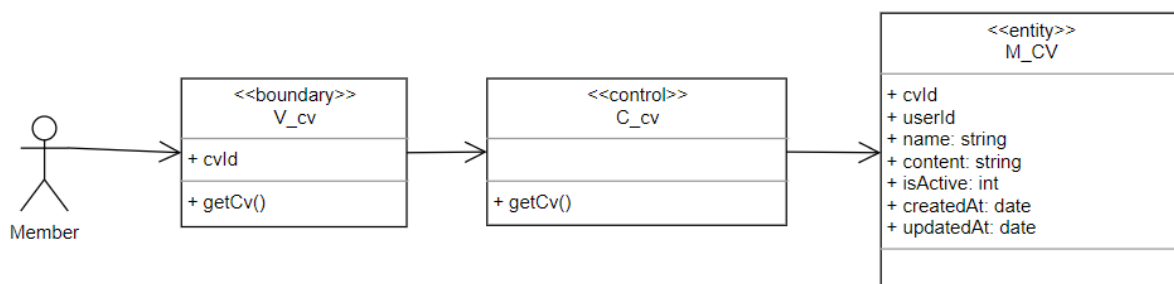 Member
<<boundary>>
V_cv
+ cvId
+ getCv()
<<control>>
C_cv
+ getCv()
<<entity>>
M_CV
+ cvId
+ userId
+ name: string
+ content: string
+ isActive: int
+ createdAt: date
+ updatedAt: date